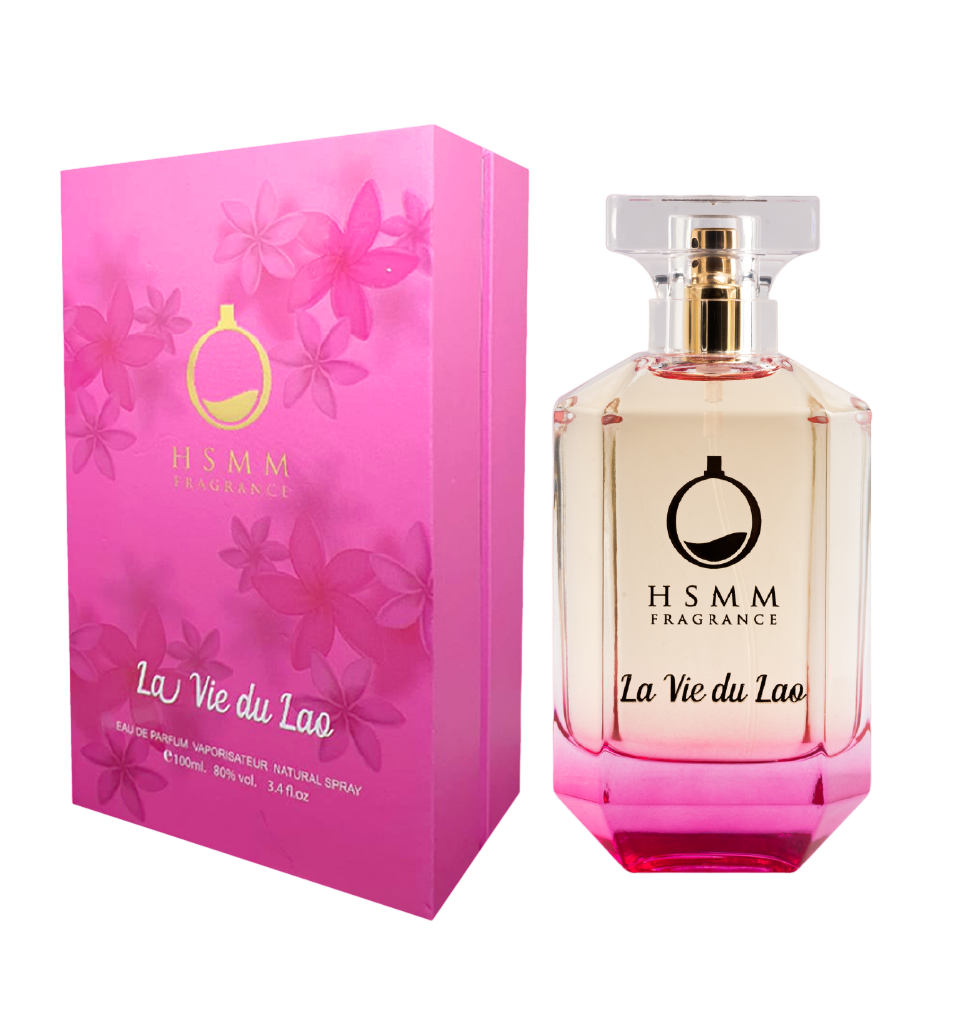 HSMM
FRAGRANCE
La Vie du Lao
EAU DE PARFUM VAPORISATEUR NATURAL SPRAY
℮100ml. 80% vol. 3.4 fl.oz
HSMM
FRAGRANCE
La Vie du Lao